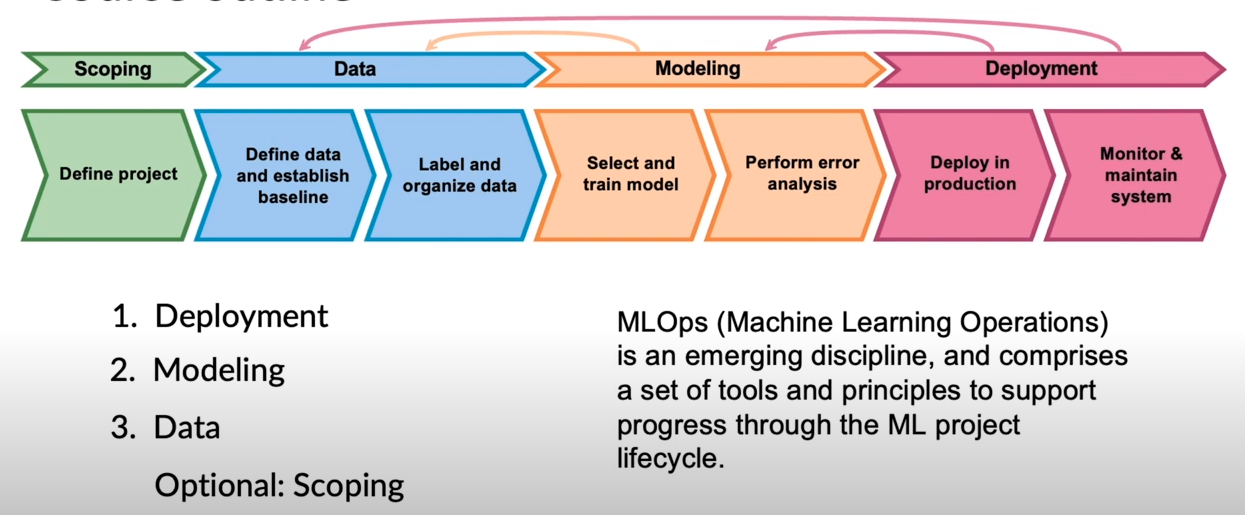 Scoping
Data
Modeling
Deployment
Define project
Define data
and establish
baseline
Label and
organize data
Select and
train model
Perform error
analysis
Deploy in
production
Monitor &
maintain
system
1. Deployment
2. Modeling
3. Data
Optional: Scoping
MLOps (Machine Learning Operations)
is an emerging discipline, and comprises
a set of tools and principles to support
progress through the ML project
lifecycle.